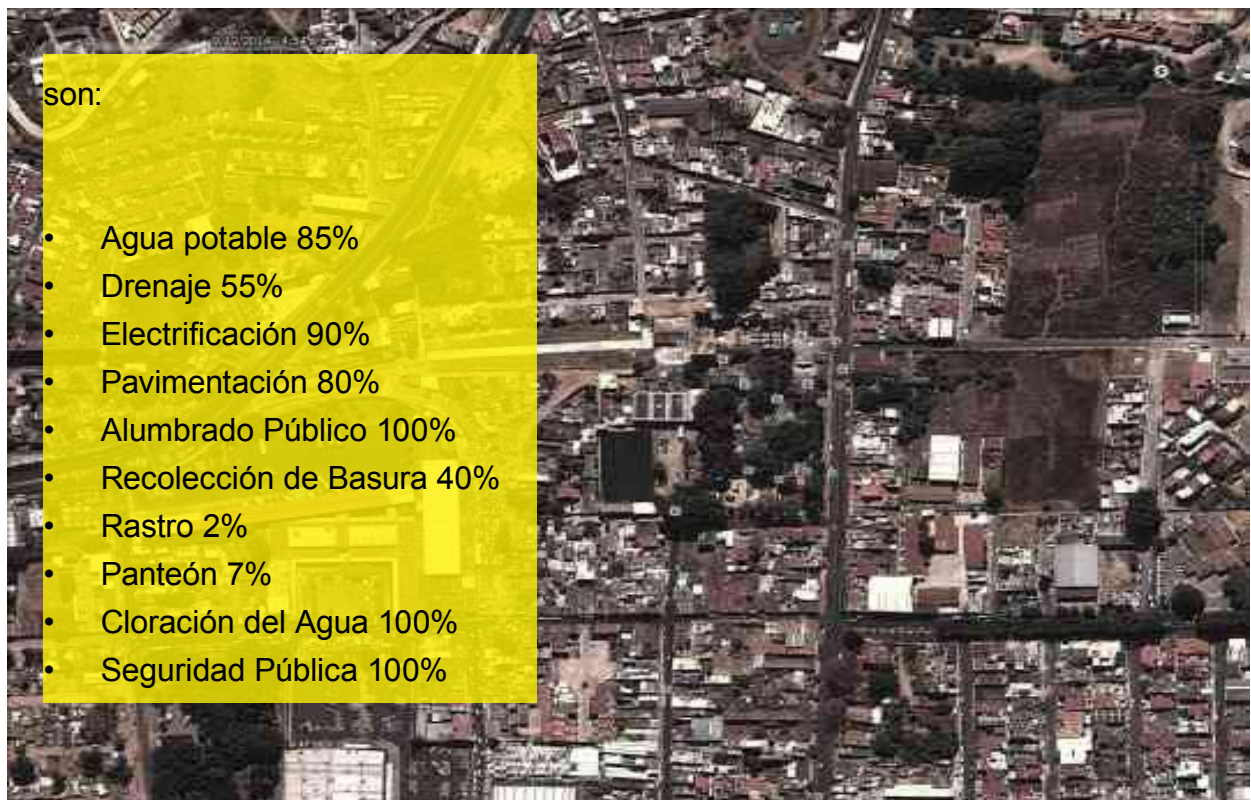 son:
• Agua potable 85%
• Drenaje 55%
• Electrificación 90%
• Pavimentación 80%
• Alumbrado Público 100%
• Recolección de Basura 40%
• Rastro 2%
• Panteón 7%
• Cloración del Agua 100%
• Seguridad Pública 100%